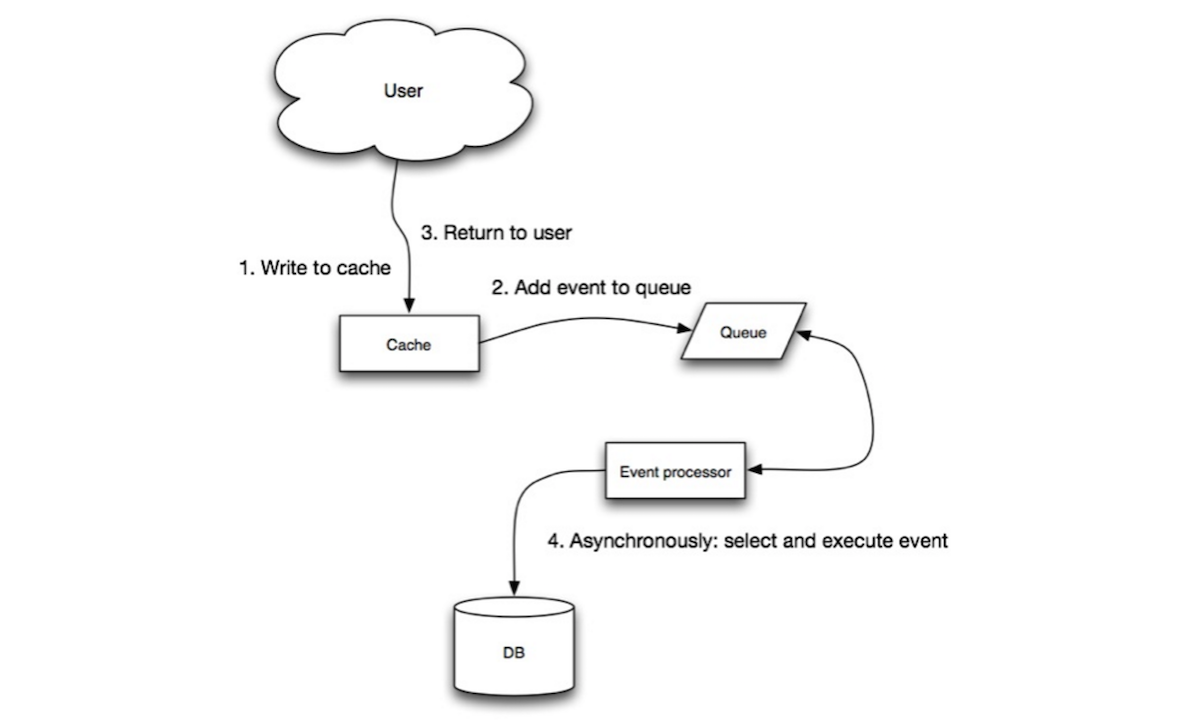 User
3. Return to user
1. Write to cache
2. Add event to queue
Queue
Cache
Event processor
4. Asynchronously: select and execute event
DB